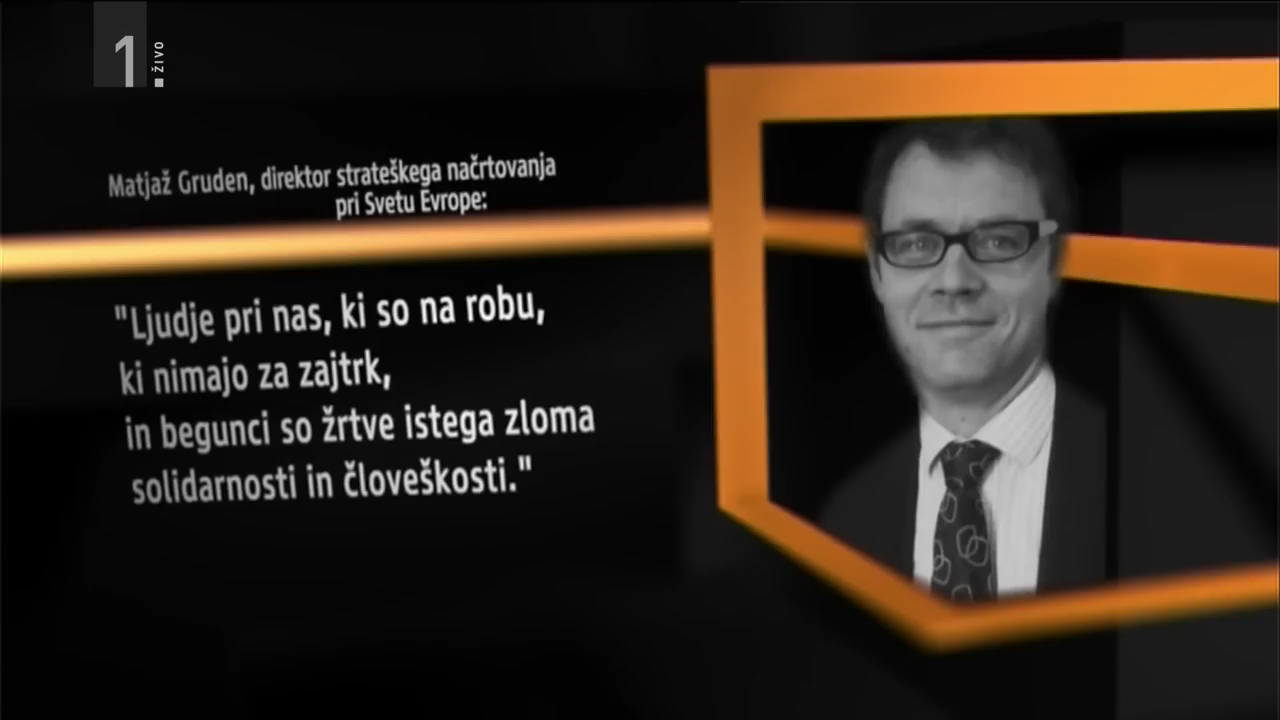 1.
živo
Matjaž Gruden, direktor strateškega načrtovanja
pri Svetu Evrope:
"Ljudje pri nas, ki so na robu,
ki nimajo za zajtrk,
in begunci so žrtve istega zloma
solidarnosti in človeškosti."